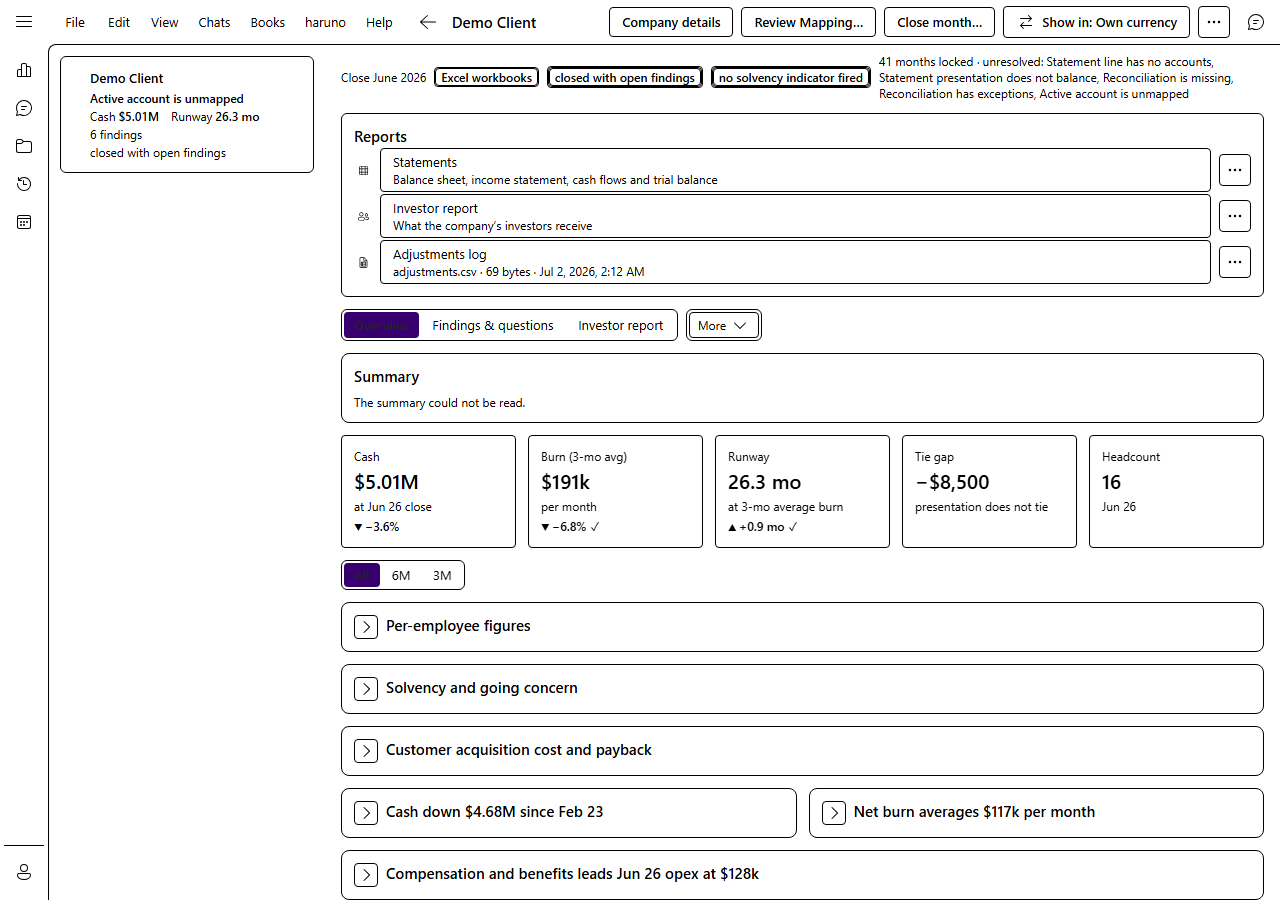 File Edit View Chats Books haruno Help Demo Client Company details Review Mapping... Close month... Show in: Own currency ...
Demo Client
Active account is unmapped
Cash $5.01M Runway 26.3 mo
6 findings
closed with open findings
Close June 2026 Excel workbooks closed with open findings no solvency indicator fired
41 months locked · unresolved: Statement line has no accounts,
Statement presentation does not balance, Reconciliation is missing,
Reconciliation has exceptions, Active account is unmapped
Reports
Statements
Balance sheet, income statement, cash flows and trial balance
Investor report
What the company's investors receive
Adjustments log
adjustments.csv · 69 bytes · Jul 2, 2026, 2:12 AM
Findings & questions Investor report More
Summary
The summary could not be read.
Cash
$5.01M
at Jun 26 close
▼ −3.6%
Burn (3-mo avg)
$191k
per month
▼ −6.8% ✓
Runway
26.3 mo
at 3-mo average burn
▲ +0.9 mo ✓
Tie gap
−$8,500
presentation does not tie
Headcount
16
Jun 26
6M 3M
Per-employee figures
Solvency and going concern
Customer acquisition cost and payback
Cash down $4.68M since Feb 23
Net burn averages $117k per month
Compensation and benefits leads Jun 26 opex at $128k